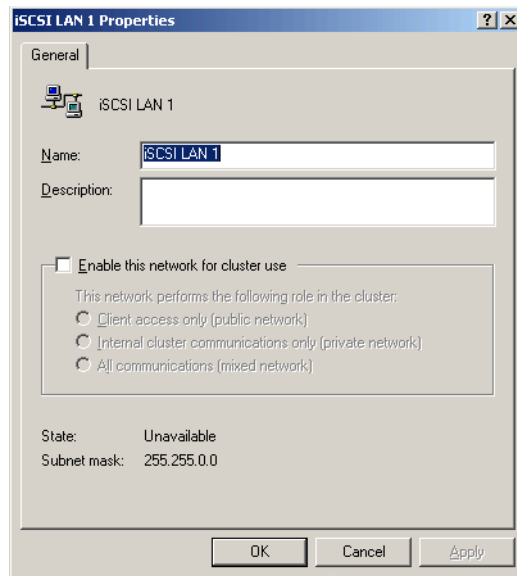 iSCSI LAN 1 Properties
General
iSCSI LAN 1
Name: iSCSI LAN 1
Description:
Enable this network for cluster use
This network performs the following role in the cluster:
Client access only (public network)
Internal cluster communications only (private network)
All communications (mixed network)
State: Unavailable
Subnet mask: 255.255.0.0
OK Cancel Apply